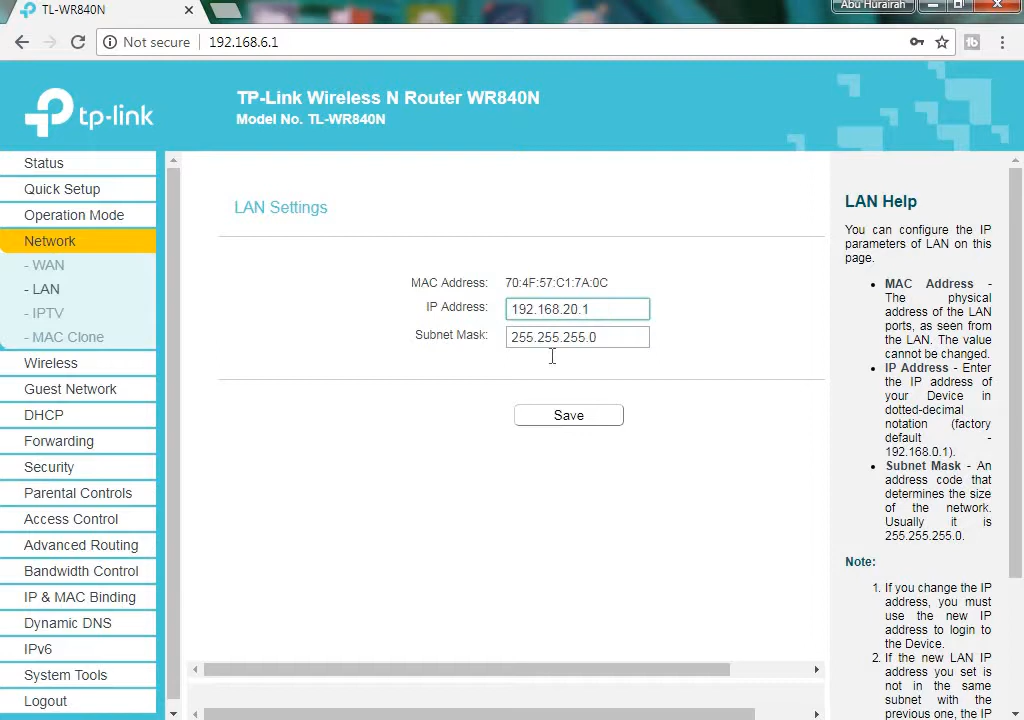 TL-WR840N
Abu Hurairah
Not secure
192.168.6.1
tp-link
TP-Link Wireless N Router WR840N
Model No. TL-WR840N
Status
Quick Setup
Operation Mode
Network
- WAN
- LAN
- IPTV
- MAC Clone
Wireless
Guest Network
DHCP
Forwarding
Security
Parental Controls
Access Control
Advanced Routing
Bandwidth Control
IP & MAC Binding
Dynamic DNS
IPv6
System Tools
Logout
LAN Settings
MAC Address: 70:4F:57:C1:7A:0C
IP Address: 192.168.20.1
Subnet Mask: 255.255.255.0
Save
LAN Help
You can configure the IP
parameters of LAN on this
page.
• MAC Address -
The physical
address of the LAN
ports, as seen from
the LAN. The value
cannot be changed.
• IP Address - Enter
the IP address of
your Device in
dotted-decimal
notation (factory
default -
192.168.0.1).
• Subnet Mask - An
address code that
determines the size
of the network.
Usually it is
255.255.255.0.
Note:
1. If you change the IP
address, you must
use the new IP
address to login to
the Device.
2. If the new LAN IP
address you set is
not in the same
subnet with the
previous one, the IP